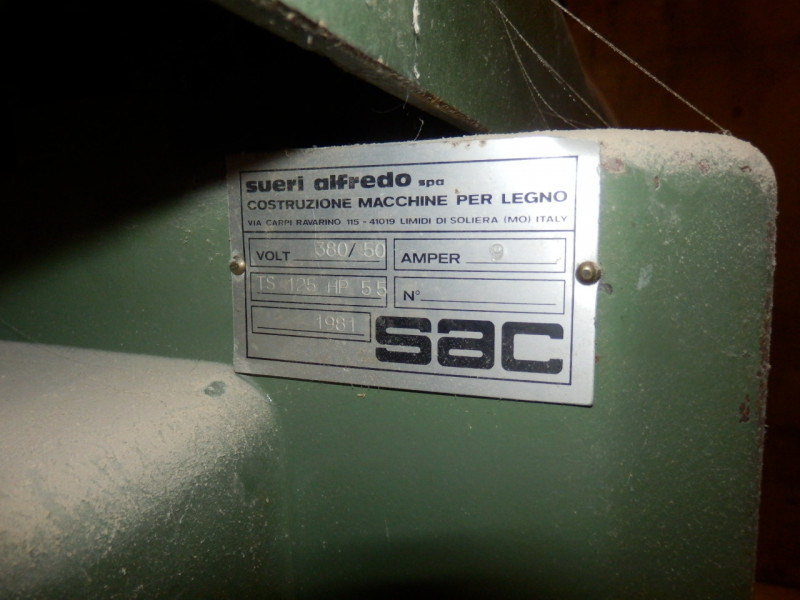 sueri alfredo spa
COSTRUZIONE MACCHINE PER LEGNO
VIA CARPI RAVARINO 115 - 41019 LIMIDI DI SOLIERA (MO) ITALY
VOLT 380/50 AMPER 9
TS 125 HP 5 5 N°
1981
sac